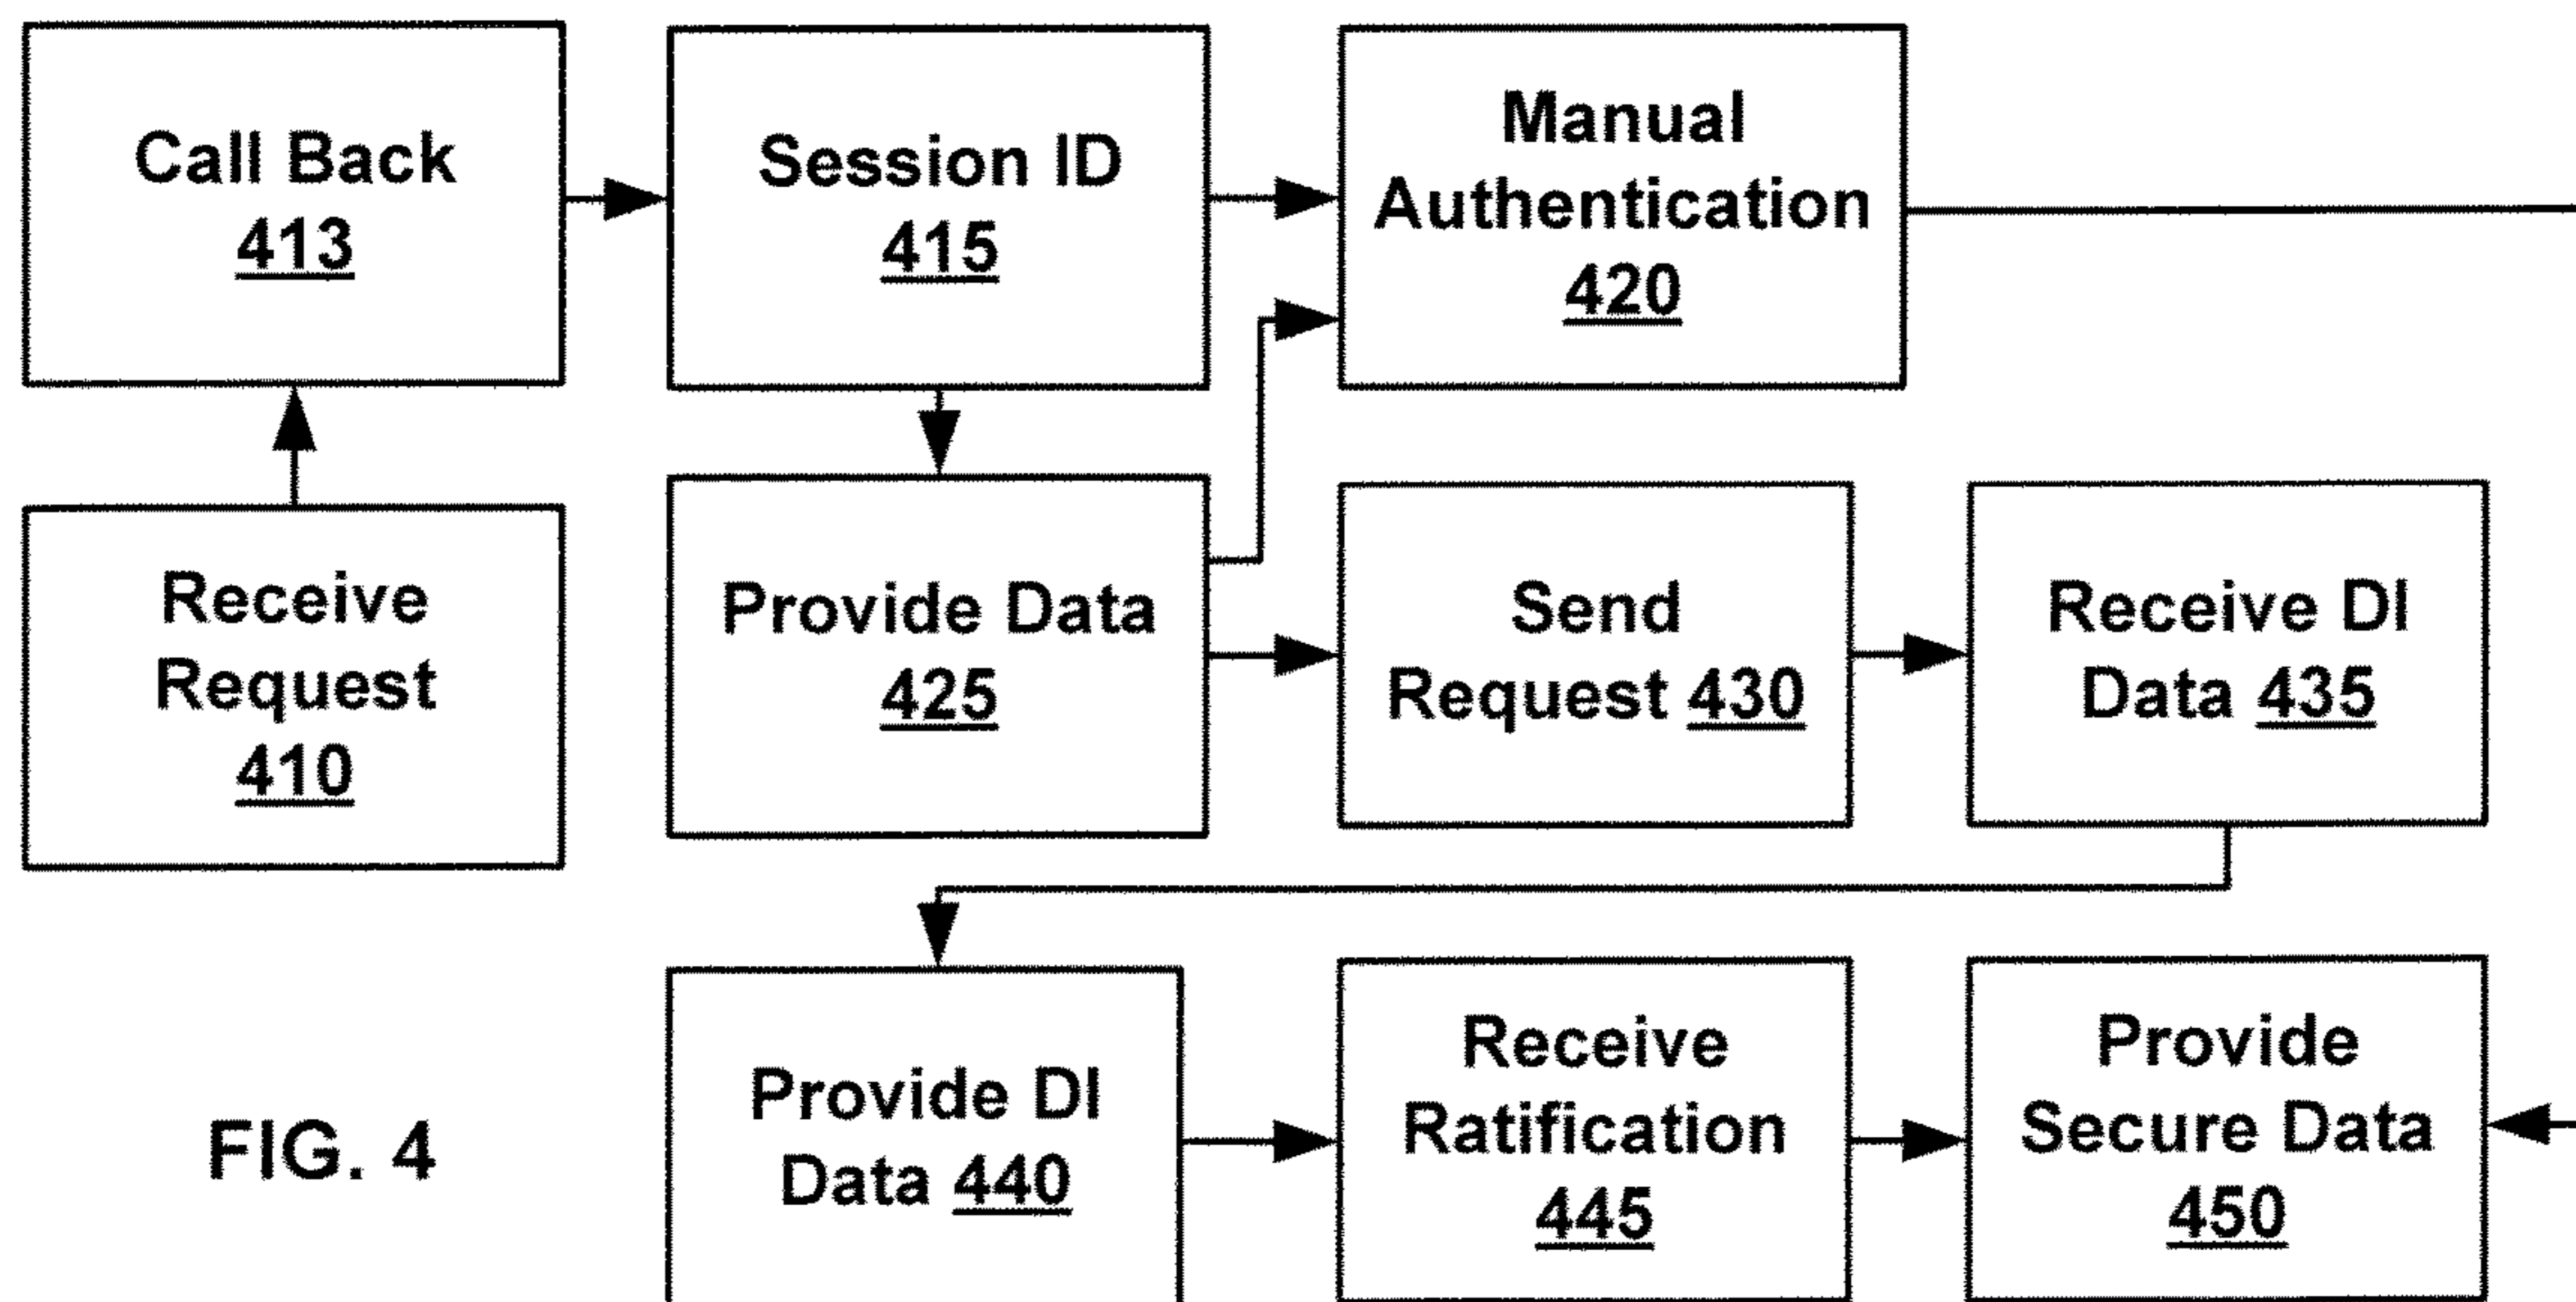 Call Back
413
Session ID
415
Manual
Authentication
420
Receive
Request
410
Provide Data
425
Send
Request 430
Receive DI
Data 435
FIG. 4
Provide DI
Data 440
Receive
Ratification
445
Provide
Secure Data
450